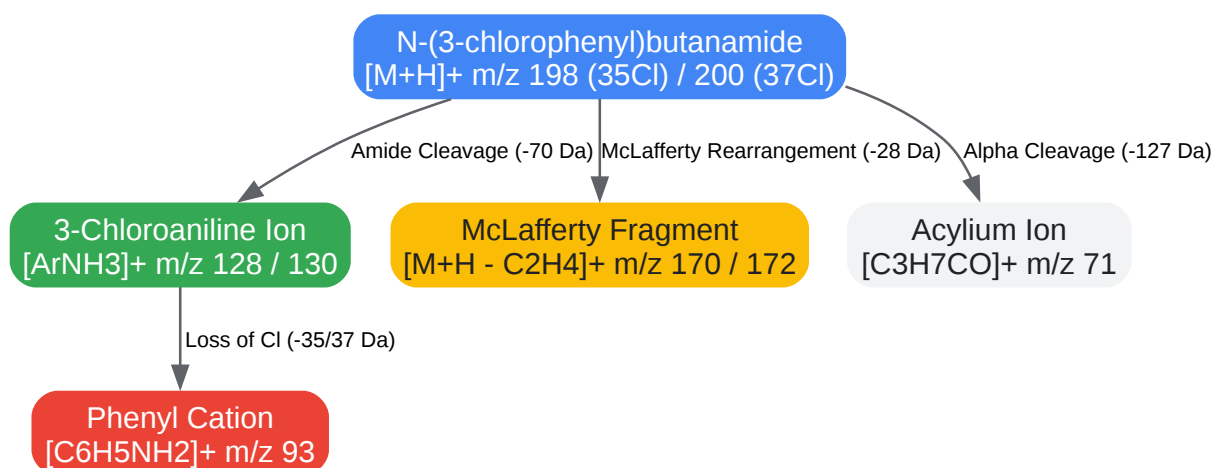 N-(3-chlorophenyl)butanamide
[M+H]+ m/z 198 (35Cl) / 200 (37Cl)
Amide Cleavage (-70 Da)
McLafferty Rearrangement (-28 Da)
Alpha Cleavage (-127 Da)
3-Chloroaniline Ion
[ArNH3]+ m/z 128 / 130
McLafferty Fragment
[M+H - C2H4]+ m/z 170 / 172
Acylium Ion
[C3H7CO]+ m/z 71
Loss of Cl (-35/37 Da)
Phenyl Cation
[C6H5NH2]+ m/z 93